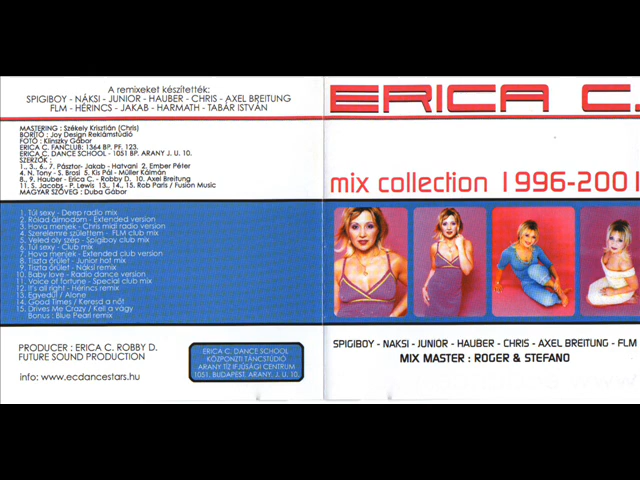 A remixeket készítették:
SPIGIBOY - NÁKSI - JUNIOR - HAUBER - CHRIS - AXEL BREITUNG
FLM - HÉRINCS - JAKAB - HARMATH - TABÁR ISTVÁN
MASTERING : Székely Krisztián (Chris)
BORÍTÓ : Joy Design Reklámstúdió
FOTÓ : Klinszky Gábor
ERICA C. FANCLUB: 1364 BP. PF. 123.
ERICA C. DANCE SCHOOL - 1051 BP. ARANY J. U. 10.
SZERZŐK :
1., 3., 6., 7. Pásztor- Jakab - Hatvani 2. Ember Péter
4. N. Tony - S. Brosi 5. Kis Pál - Müller Kálmán
8., 9. Hauber - Erica C. - Robby D. 10. Axel Breitung
11. S. Jacobs - P. Lewis 13., 14., 15. Rob Paris / Fusion Music
MAGYAR SZÖVEG : Duba Gábor
1. Túl sexy - Deep radio mix
2. Rólad álmodom - Extended version
3. Hova menjek - Chris midi radio version
4. Szerelemre születtem - FLM club mix
5. Veled oly szép - Spigiboy club mix
6. Túl sexy - Club mix
7. Hova menjek - Extended club version
8. Tiszta őrület - Junior hot mix
9. Tiszta őrület - Náksi remix
10. Baby love - Radio dance version
11. Voice of fortune - Special club mix
12. It's all right - Hérincs remix
13. Egyedül / Alone
14. Good Times / Keresd a nőt
15. Drives Me Crazy / Kell a vágy
Bonus : Blue Pearl remix
PRODUCER : ERICA C. ROBBY D.
FUTURE SOUND PRODUCTION
info: www.ecdancestars.hu
ERICA C. DANCE SCHOOL
KÖZPONTI TÁNCSTÚDIÓ
ARANY TÍZ IFJÚSÁGI CENTRUM
1051. BUDAPEST, ARANY. J. U. 10.
ERICA C.
mix collection 1996-2001
SPIGIBOY - NAKSI - JUNIOR - HAUBER - CHRIS - AXEL BREITUNG - FLM
MIX MASTER : ROGER & STEFANO